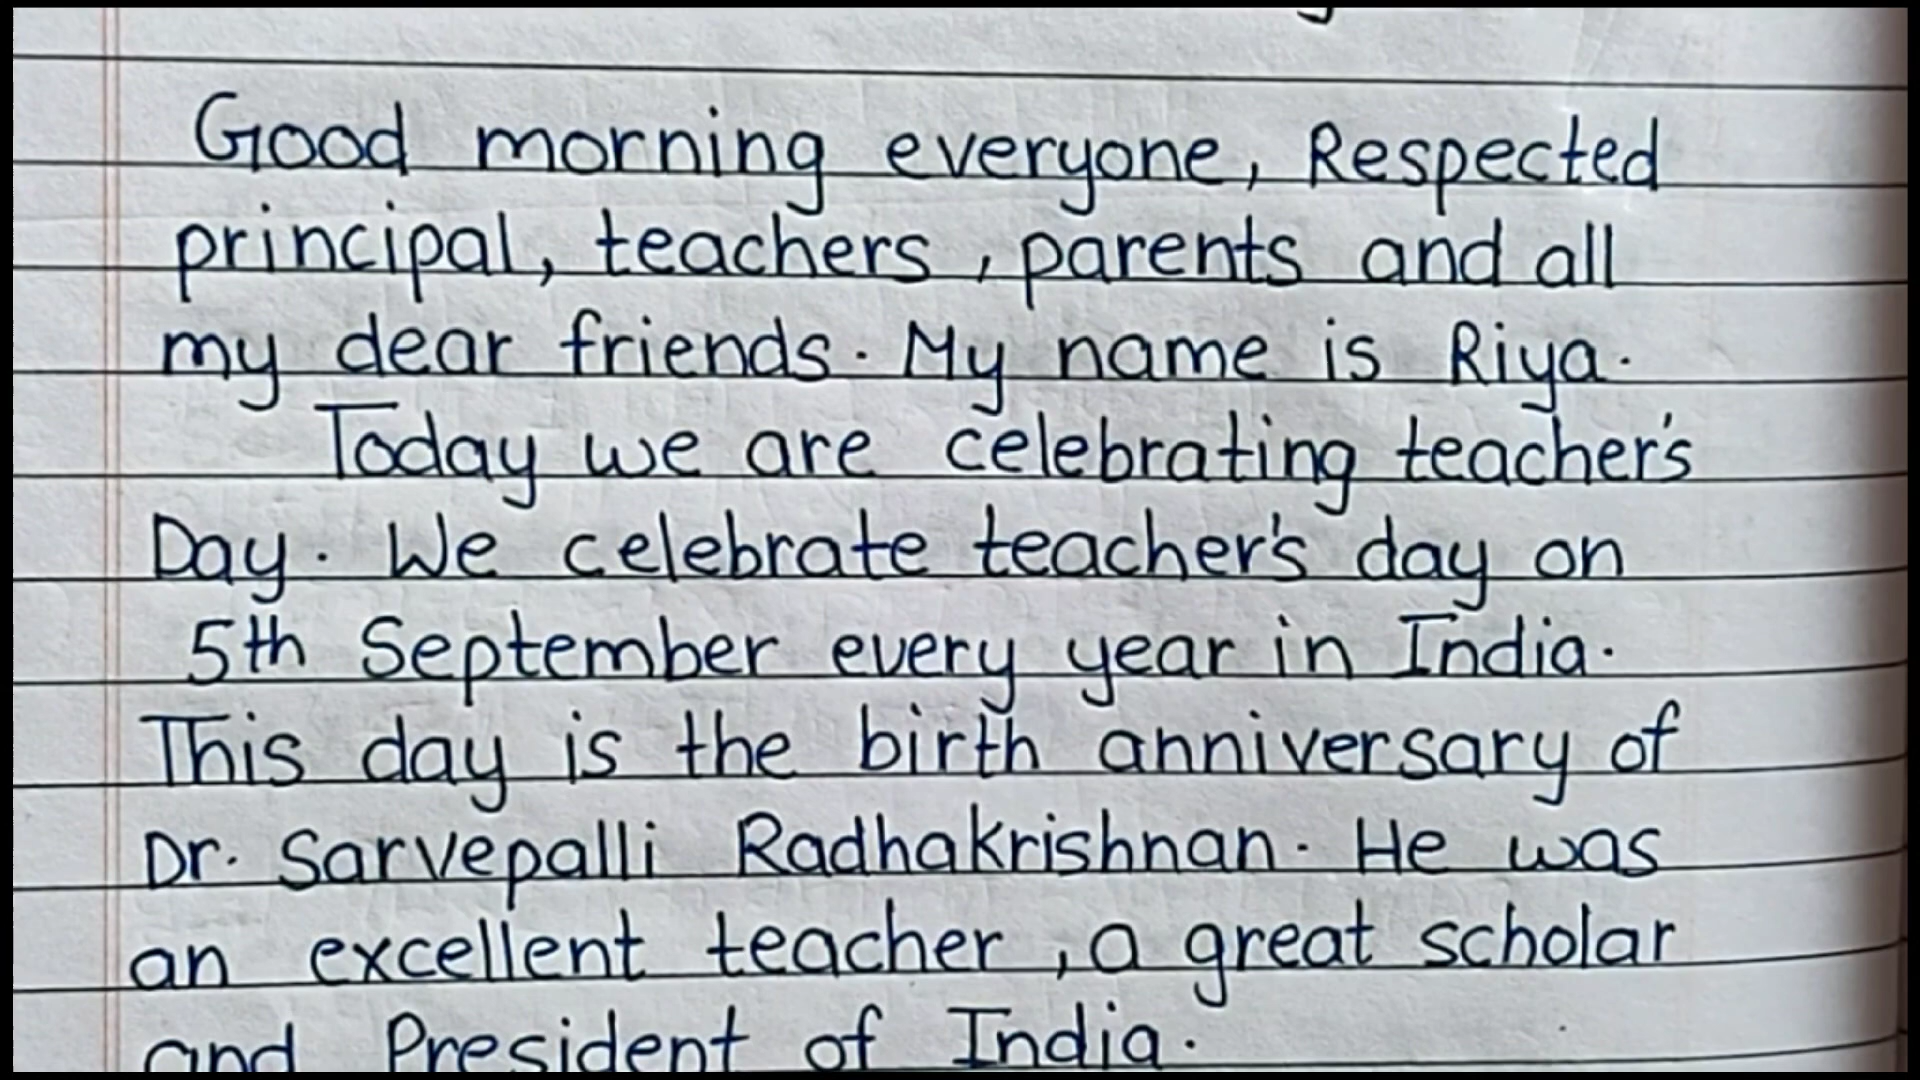 Good morning everyone, Respected
principal, teachers, parents and all
my dear friends. My name is Riya.
Today we are celebrating teacher's
Day. We celebrate teacher's day on
5th September every year in India.
This day is the birth anniversary of
Dr. Sarvepalli Radhakrishnan. He was
an excellent teacher, a great scholar
and President of India.